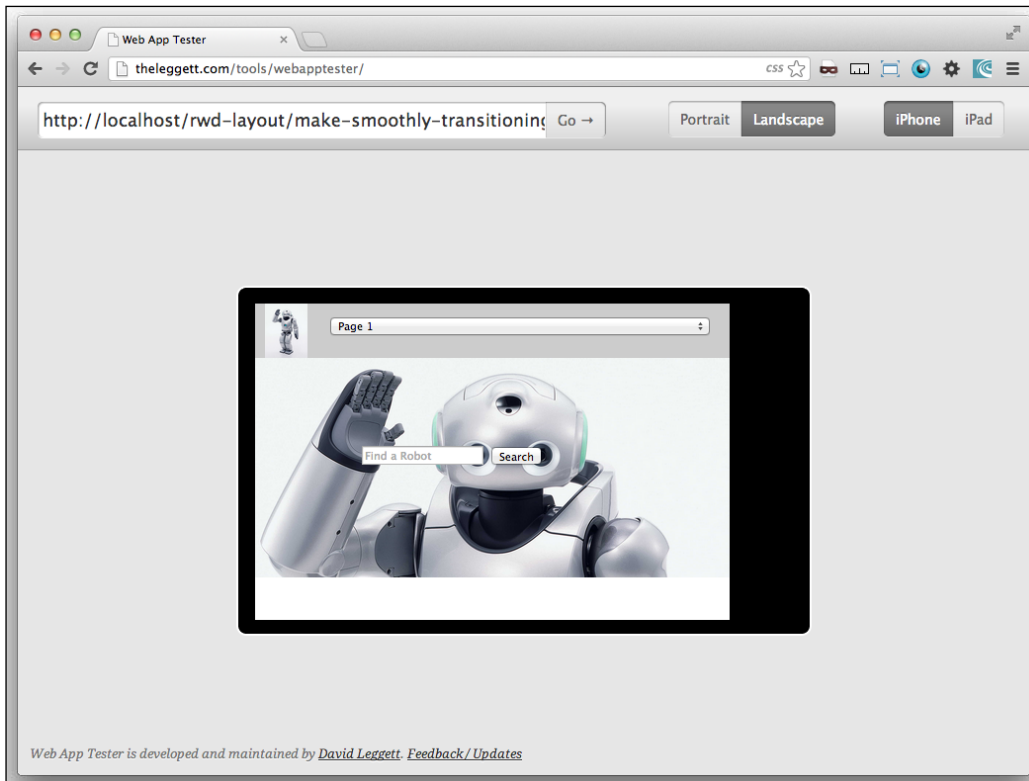 Web App Tester
theleggett.com/tools/webapptester/
css
http://localhost/rwd-layout/make-smoothly-transitioning
Go →
Portrait
Landscape
iPhone
iPad
Page 1
Find a Robot
Search
Web App Tester is developed and maintained by David Leggett. Feedback/ Updates